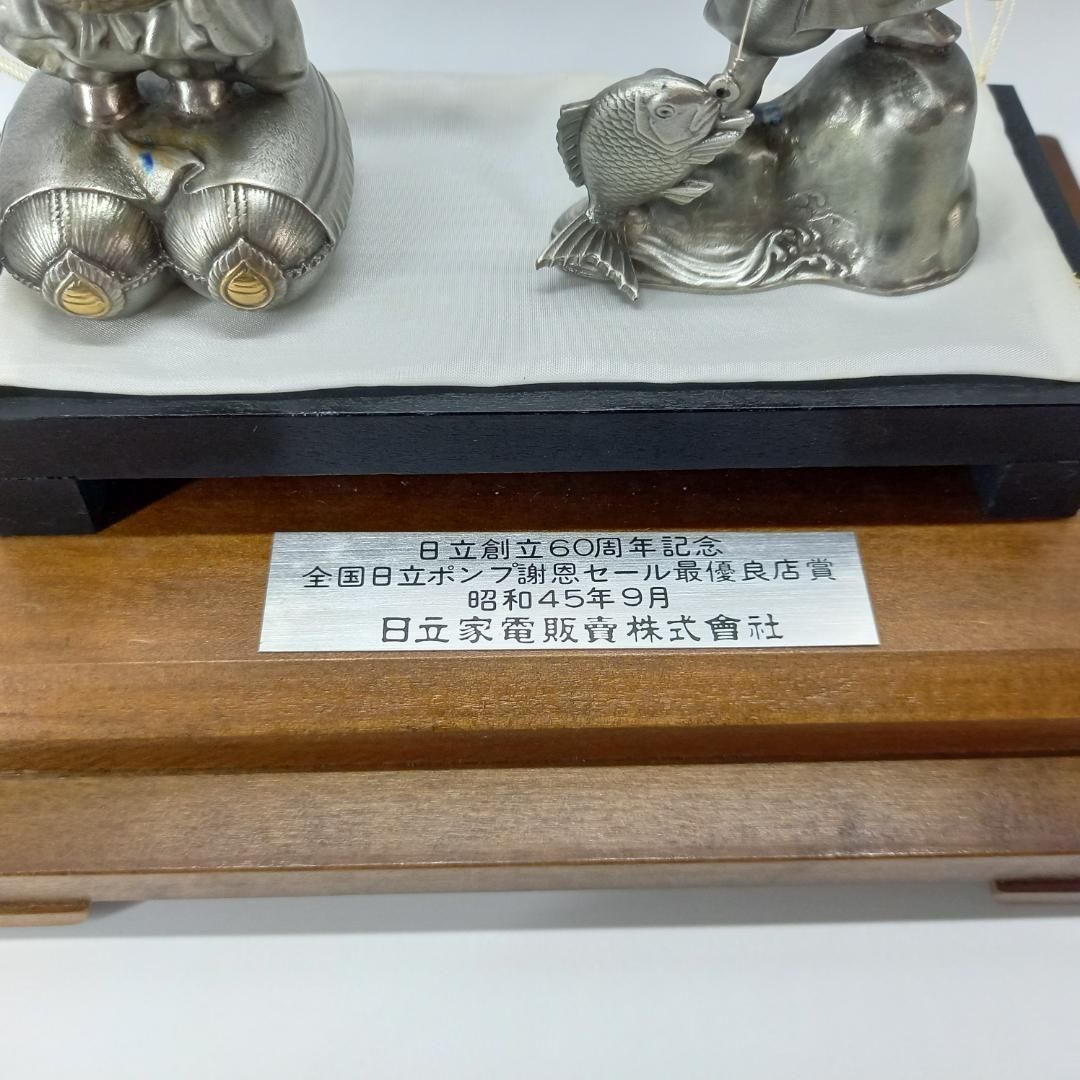 日立創立60周年記念
全国日立ポンプ謝恩セール最優良店賞
昭和45年9月
日立家電販賣株式會社